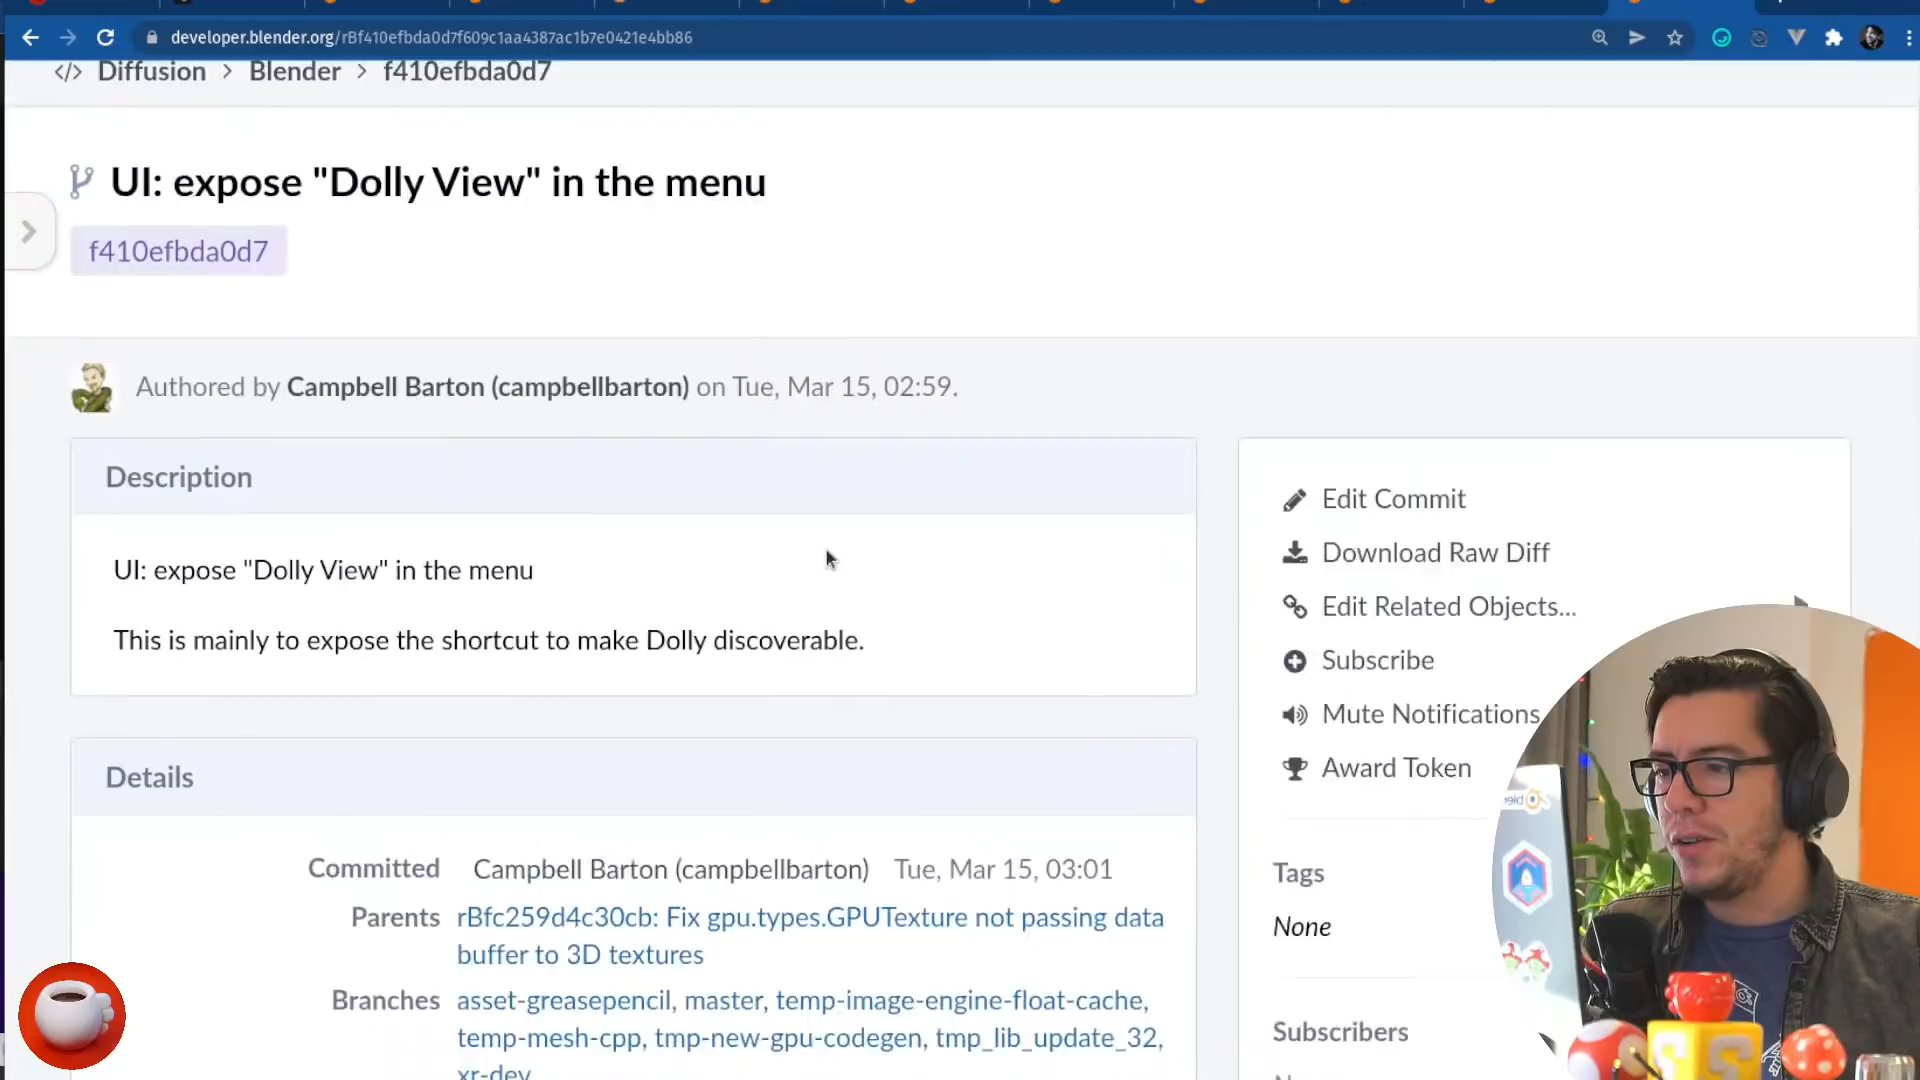 developer.blender.org/rBf410efbda0d7f609c1aa4387ac1b7e0421e4bb86
Diffusion > Blender > f410efbda0d7
UI: expose "Dolly View" in the menu
f410efbda0d7
Authored by Campbell Barton (campbellbarton) on Tue, Mar 15, 02:59.
Description
UI: expose "Dolly View" in the menu
This is mainly to expose the shortcut to make Dolly discoverable.
Details
Committed Campbell Barton (campbellbarton) Tue, Mar 15, 03:01
Parents rBfc259d4c30cb: Fix gpu.types.GPUTexture not passing data
buffer to 3D textures
Branches asset-greasepencil, master, temp-image-engine-float-cache,
temp-mesh-cpp, tmp-new-gpu-codegen, tmp_lib_update_32,
xr-dev
Edit Commit
Download Raw Diff
Edit Related Objects...
Subscribe
Mute Notifications
Award Token
Tags
None
Subscribers